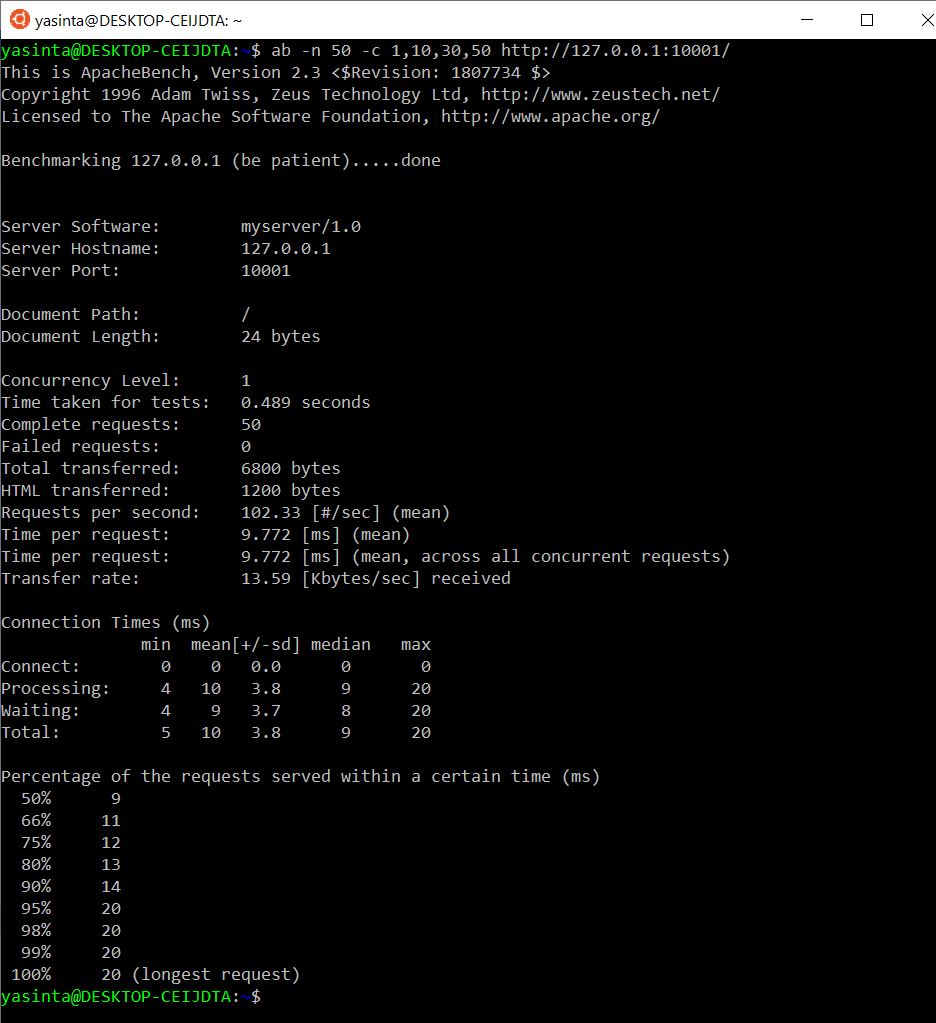 yasinta@DESKTOP-CEIJDTA: ~
yasinta@DESKTOP-CEIJDTA:~$ ab -n 50 -c 1,10,30,50 http://127.0.0.1:10001/
This is ApacheBench, Version 2.3 <$Revision: 1807734 $>
Copyright 1996 Adam Twiss, Zeus Technology Ltd, http://www.zeustech.net/
Licensed to The Apache Software Foundation, http://www.apache.org/

Benchmarking 127.0.0.1 (be patient).....done


Server Software:        myserver/1.0
Server Hostname:        127.0.0.1
Server Port:            10001

Document Path:          /
Document Length:        24 bytes

Concurrency Level:      1
Time taken for tests:   0.489 seconds
Complete requests:      50
Failed requests:        0
Total transferred:      6800 bytes
HTML transferred:       1200 bytes
Requests per second:    102.33 [#/sec] (mean)
Time per request:       9.772 [ms] (mean)
Time per request:       9.772 [ms] (mean, across all concurrent requests)
Transfer rate:          13.59 [Kbytes/sec] received

Connection Times (ms)
              min  mean[+/-sd] median   max
Connect:        0    0   0.0      0       0
Processing:     4   10   3.8      9      20
Waiting:        4    9   3.7      8      20
Total:          5   10   3.8      9      20

Percentage of the requests served within a certain time (ms)
  50%      9
  66%     11
  75%     12
  80%     13
  90%     14
  95%     20
  98%     20
  99%     20
 100%     20 (longest request)
yasinta@DESKTOP-CEIJDTA:~$